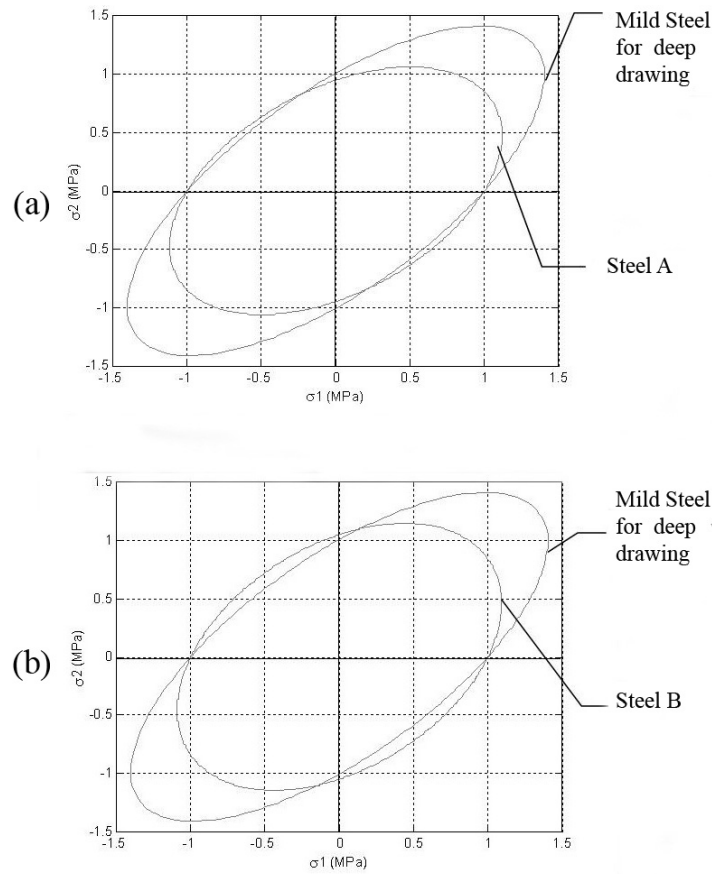 (a)
1.5
1
0.5
0
-0.5
-1
-1.5
σ2 (MPa)
-1.5 -1 -0.5 0 0.5 1 1.5
σ1 (MPa)
Mild Steel
for deep
drawing
Steel A
(b)
1.5
1
0.5
0
-0.5
-1
-1.5
σ2 (MPa)
-1.5 -1 -0.5 0 0.5 1 1.5
σ1 (MPa)
Mild Steel
for deep
drawing
Steel B